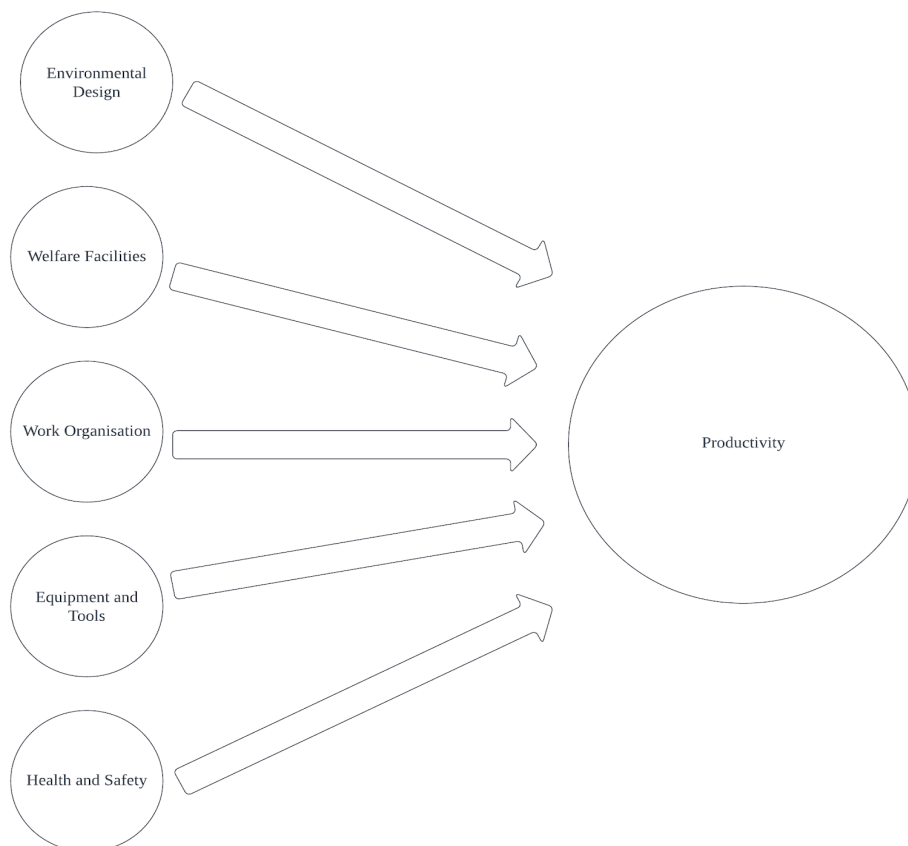 Environmental
Design
Welfare Facilities
Work Organisation
Productivity
Equipment and
Tools
Health and Safety